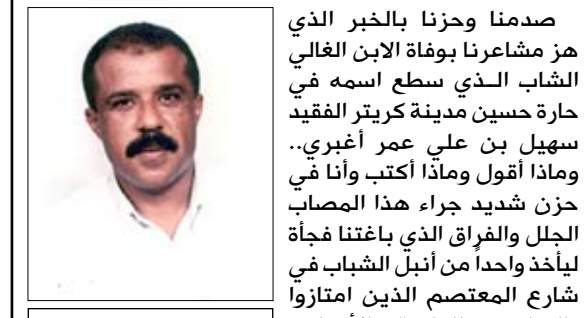 صدمنا وحزنا بالخبر الذي
هز مشاعرنا بوفاة الابن الغالي
الشاب الـذي سطع اسمه في
حارة حسين مدينة كريتر الفقيد
سهيل بن علي عمر أغبري..
وماذا أقول وماذا أكتب وأنا في
حزن شديد جراء هذا المصاب
الجلل والفراق الذي باغتنا فجأة
ليأخذ واحداً من أنبل الشباب في
شارع المعتصم الذين امتازوا